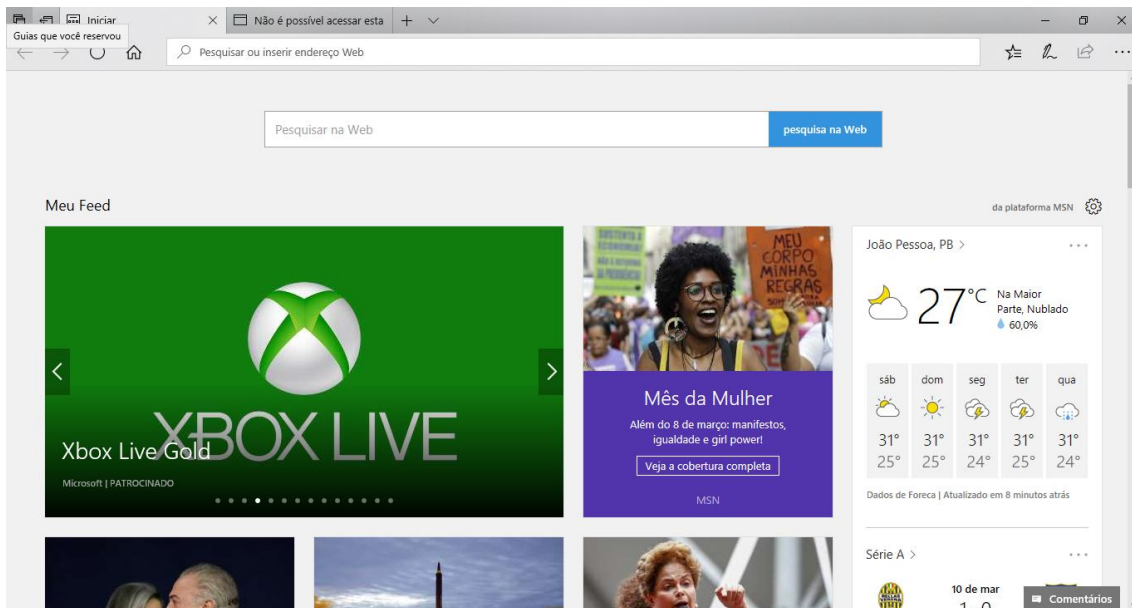 Iniciar
Não é possível acessar esta
Guias que você reservou
Pesquisar ou inserir endereço Web
Pesquisar na Web
pesquisa na Web
Meu Feed
da plataforma MSN
XBOX LIVE
Xbox Live Gold
Microsoft | PATROCINADO
MEU
CORPO
MINHAS
REGRAS
Mês da Mulher
Além do 8 de março: manifestos,
igualdade e girl power!
Veja a cobertura completa
MSN
João Pessoa, PB >
27°C
Na Maior
Parte, Nublado
60,0%
sáb dom seg ter qua
31° 31° 31° 31° 31°
25° 25° 24° 25° 24°
Dados de Foreca | Atualizado em 8 minutos atrás
Série A >
10 de mar
Comentários